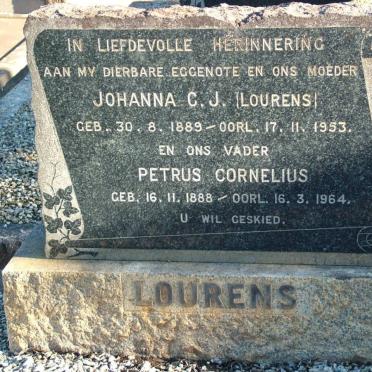 IN LIEFDEVOLLE HERINNERING
AAN MY DIERBARE EGGENOTE EN ONS MOEDER
JOHANNA C.J. (LOURENS)
GEB. 30. 8. 1889 - OORL. 17. 11. 1953.
EN ONS VADER
PETRUS CORNELIUS
GEB. 16. 11. 1888 - OORL. 16. 3. 1964.
U WIL GESKIED.
LOURENS